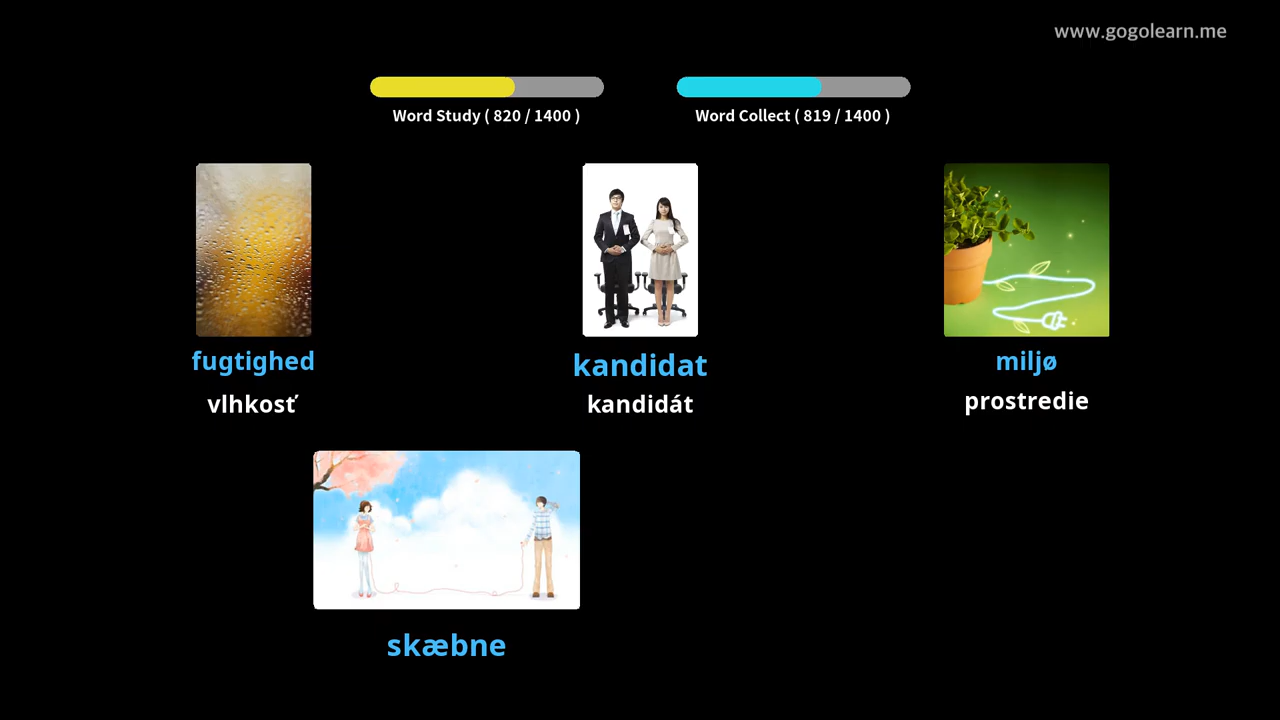 www.gogolearn.me
Word Study ( 820 / 1400 )
Word Collect ( 819 / 1400 )
fugtighed
kandidat
miljø
vlhkosť
kandidát
prostredie
skæbne